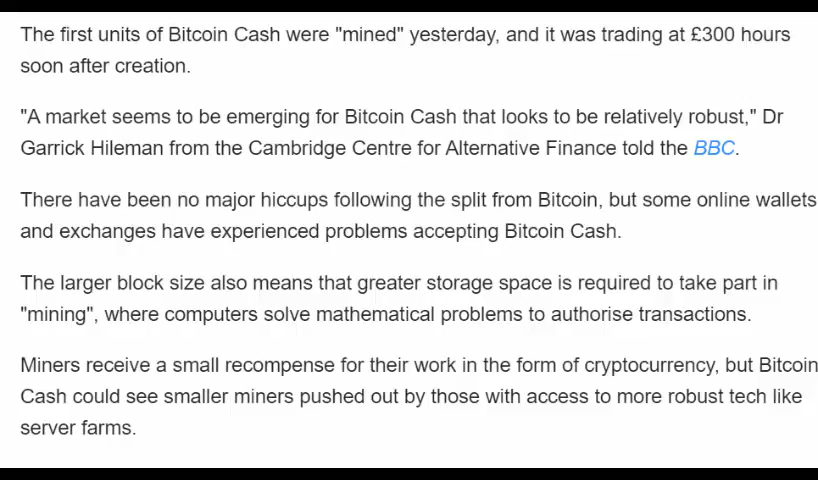 The first units of Bitcoin Cash were "mined" yesterday, and it was trading at £300 hours
soon after creation.
"A market seems to be emerging for Bitcoin Cash that looks to be relatively robust," Dr
Garrick Hileman from the Cambridge Centre for Alternative Finance told the BBC.
There have been no major hiccups following the split from Bitcoin, but some online wallets
and exchanges have experienced problems accepting Bitcoin Cash.
The larger block size also means that greater storage space is required to take part in
"mining", where computers solve mathematical problems to authorise transactions.
Miners receive a small recompense for their work in the form of cryptocurrency, but Bitcoin
Cash could see smaller miners pushed out by those with access to more robust tech like
server farms.